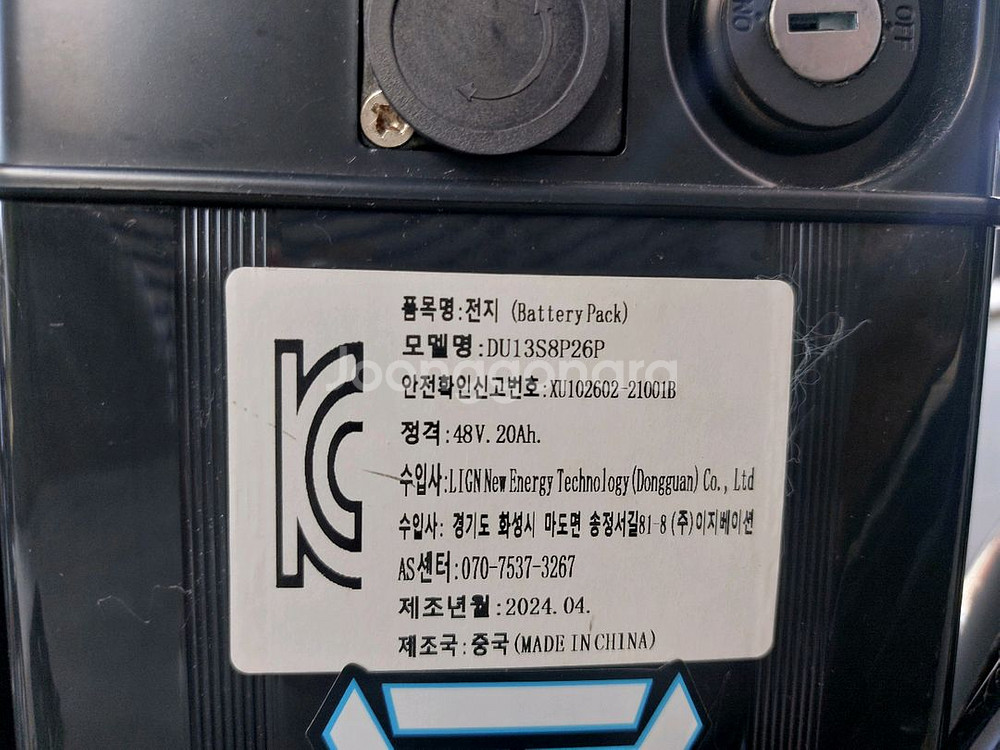 ON
OFF
품목명:전지 (Battery Pack)
모델명:DU13S8P26P
Joonggonara
안전확인신고번호:XU102602-21001B
정격:48V. 20Ah.
수입사:LIGN New Energy Technology(Dongguan) Co., Ltd
수입사: 경기도 화성시 마도면 송정서길81-8 (주)이지베이션
AS센터:070-7537-3267
제조년월:2024.04.
제조국:중국(MADE IN CHINA)